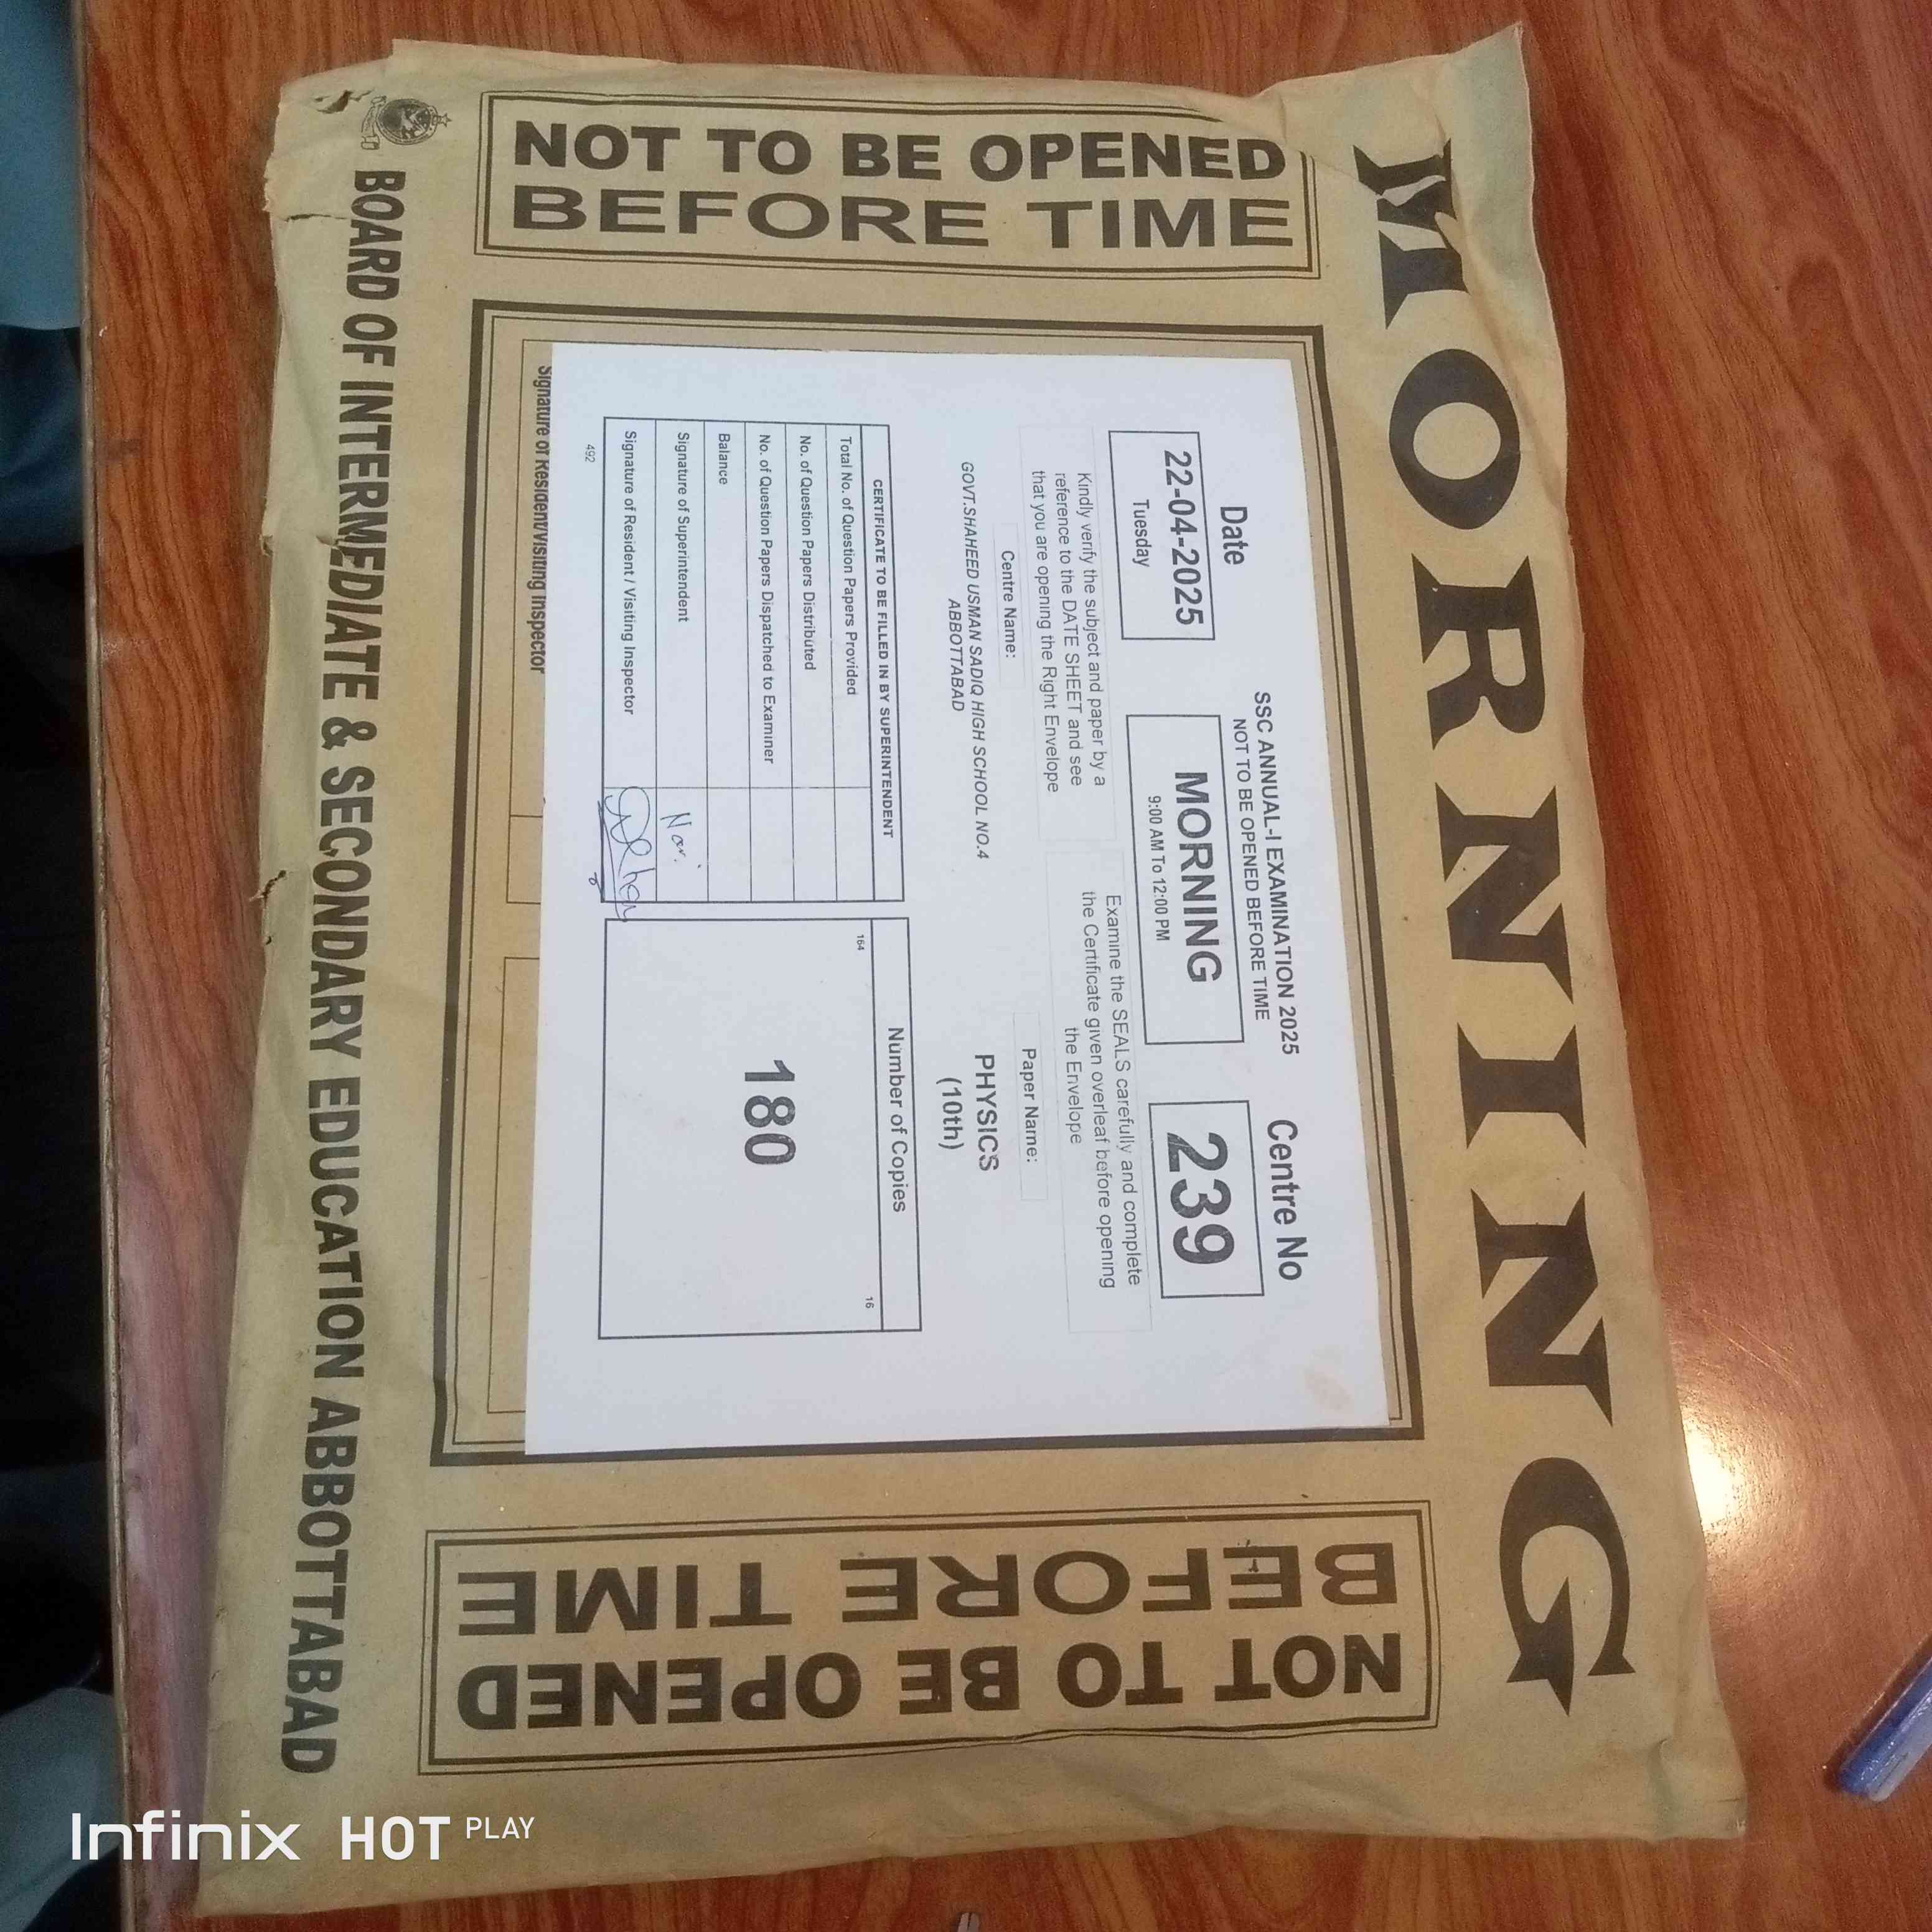 MORNING
NOT TO BE OPENED
BEFORE TIME
SSC ANNUAL-I EXAMINATION 2025
NOT TO BE OPENED BEFORE TIME
Date
22-04-2025
Tuesday
MORNING
9:00 AM To 12:00 PM
Centre No
239
Kindly verify the subject and paper by a
reference to the DATE SHEET and see
that you are opening the Right Envelope
Examine the SEALS carefully and complete
the Certificate given overleaf before opening
the Envelope
Centre Name:
GOVT.SHAHEED USMAN SADIQ HIGH SCHOOL NO.4
ABBOTTABAD
Paper Name:
PHYSICS
(10th)
CERTIFICATE TO BE FILLED IN BY SUPERINTENDENT
Total No. of Question Papers Provided
No. of Question Papers Distributed
No. of Question Papers Dispatched to Examiner
Balance
Signature of Superintendent
Signature of Resident / Visiting Inspector
492
Number of Copies
164
16
180
Signature of Resident/Visiting Inspector
NOT TO BE OPENED
BEFORE TIME
BOARD OF INTERMEDIATE & SECONDARY EDUCATION ABBOTTABAD
Infinix HOT PLAY